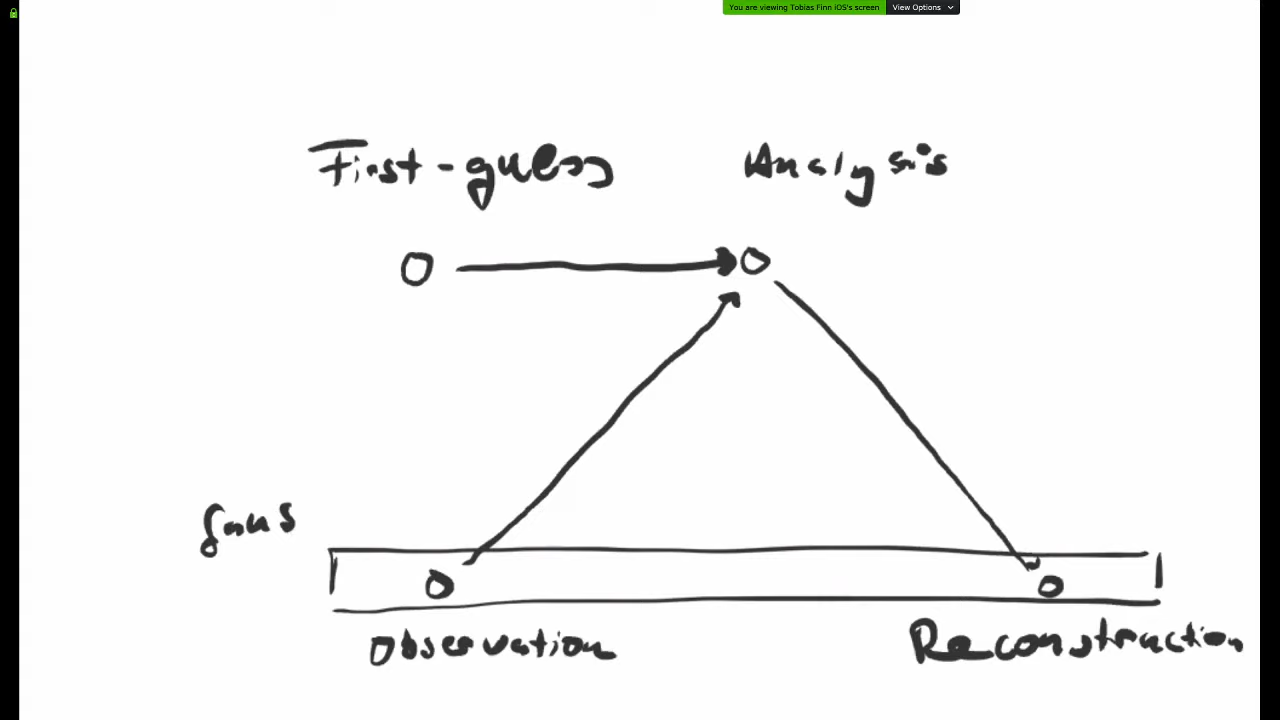 You are viewing Tobias Finn iOS's screen View Options
First-guess Analysis
Observation Reconstruction